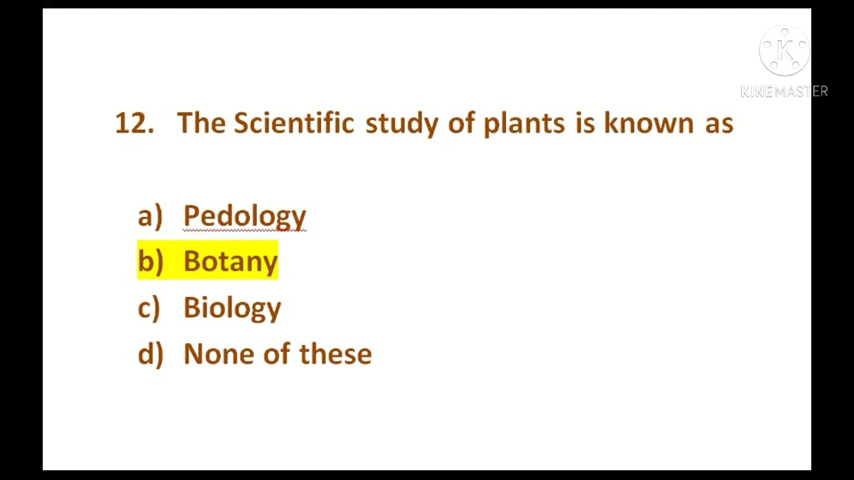 KINEMASTER
12. The Scientific study of plants is known as
a) Pedology
b) Botany
c) Biology
d) None of these